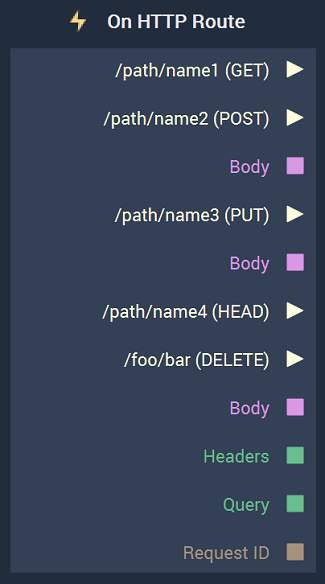 On HTTP Route
/path/name1 (GET)
/path/name2 (POST)
Body
/path/name3 (PUT)
Body
/path/name4 (HEAD)
/foo/bar (DELETE)
Body
Headers
Query
Request ID